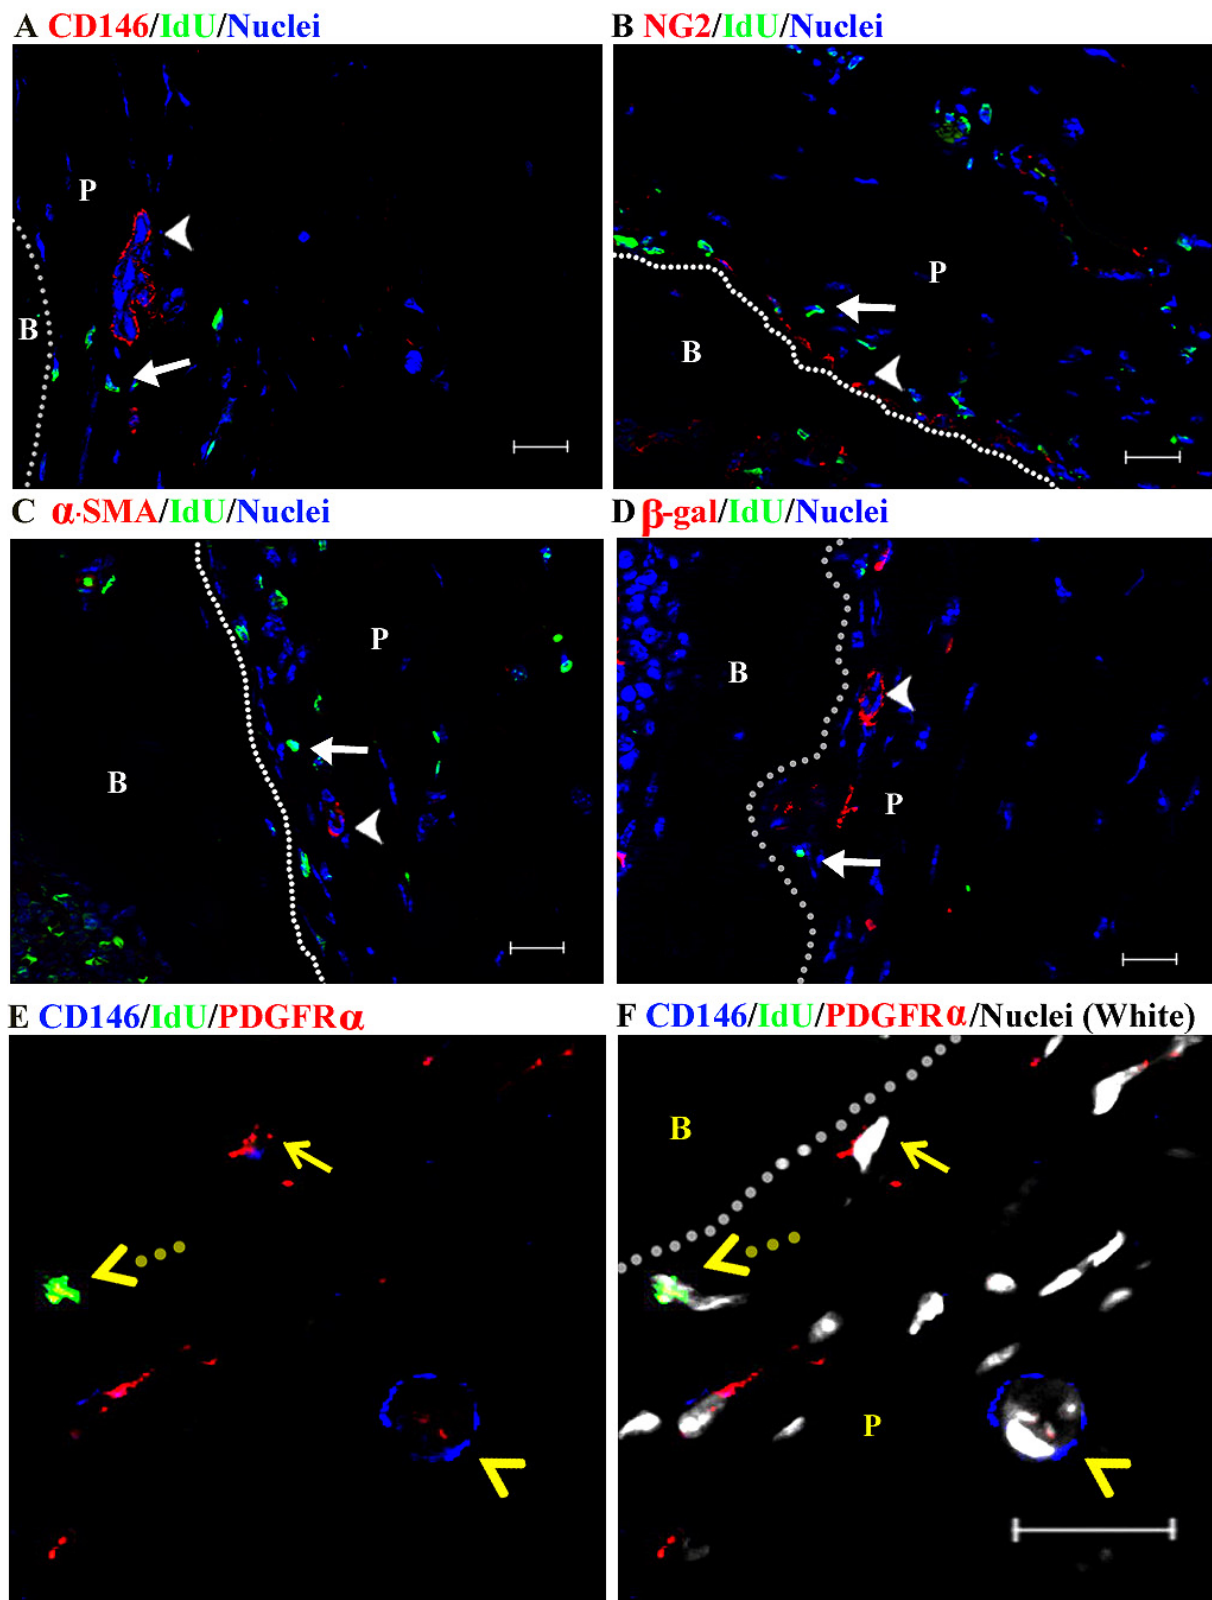 A CD146/IdU/Nuclei
B NG2/IdU/Nuclei
P
B
P
B
C α-SMA/IdU/Nuclei
D β-gal/IdU/Nuclei
P
B
B
P
E CD146/IdU/PDGFRα
F CD146/IdU/PDGFRα/Nuclei (White)
B
P